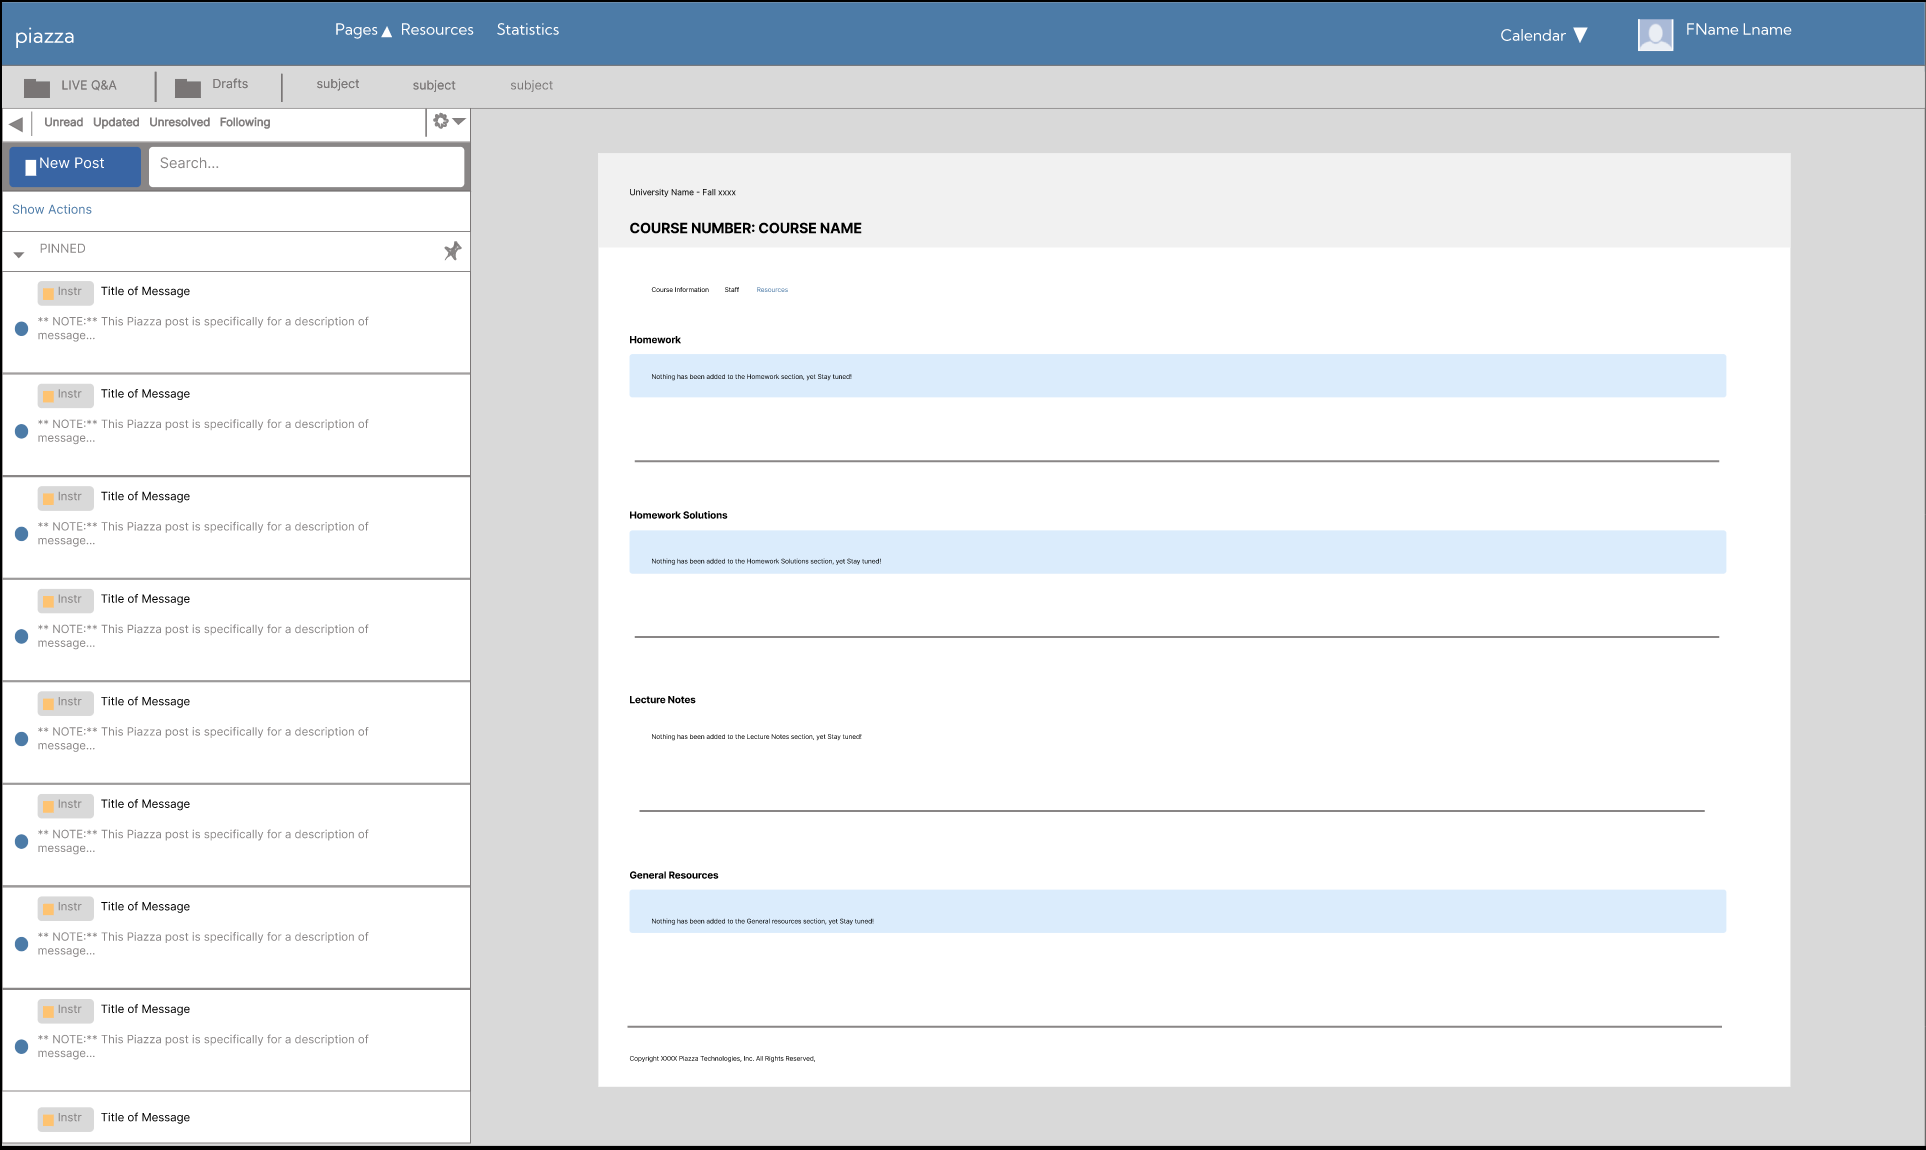 piazza
Pages Resources Statistics
Calendar
FName Lname
LIVE Q&A
Drafts
subject
subject
subject
Unread Updated Unresolved Following
New Post
Search...
Show Actions
PINNED
Instr Title of Message
** NOTE:** This Piazza post is specifically for a description of
message...
Instr Title of Message
** NOTE:** This Piazza post is specifically for a description of
message...
Instr Title of Message
** NOTE:** This Piazza post is specifically for a description of
message...
Instr Title of Message
** NOTE:** This Piazza post is specifically for a description of
message...
Instr Title of Message
** NOTE:** This Piazza post is specifically for a description of
message...
Instr Title of Message
** NOTE:** This Piazza post is specifically for a description of
message...
Instr Title of Message
** NOTE:** This Piazza post is specifically for a description of
message...
Instr Title of Message
** NOTE:** This Piazza post is specifically for a description of
message...
Instr Title of Message
University Name - Fall xxxx
COURSE NUMBER: COURSE NAME
Course Information Staff Resources
Homework
Nothing has been added to the Homework section, yet Stay tuned!
Homework Solutions
Nothing has been added to the Homework Solutions section, yet Stay tuned!
Lecture Notes
Nothing has been added to the Lecture Notes section, yet Stay tuned!
General Resources
Nothing has been added to the General resources section, yet Stay tuned!
Copyright XXXX Piazza Technologies, Inc. All Rights Reserved,